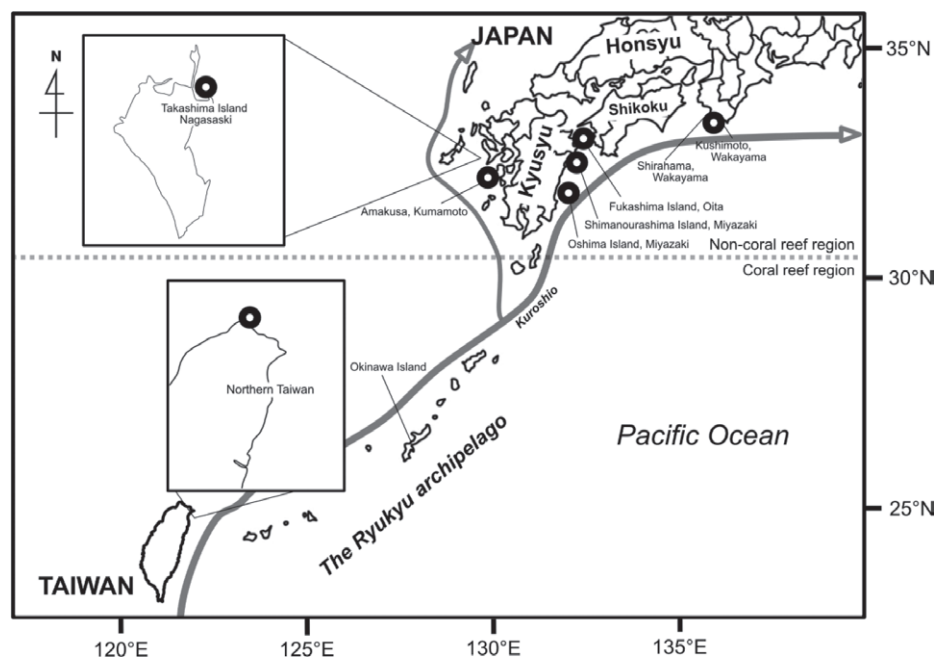 JAPAN
Honsyu
35°N
N
Takashima Island
Nagasaski
Shikoku
Kyusyu
Kushimoto,
Wakayama
Shirahama,
Wakayama
Amakusa, Kumamoto
Fukashima Island, Oita
Shimanourashima Island, Miyazaki
Oshima Island, Miyazaki
Non-coral reef region
Coral reef region
30°N
Kuroshio
Okinawa Island
Northern Taiwan
Pacific Ocean
The Ryukyu archipelago
25°N
TAIWAN
120°E
125°E
130°E
135°E